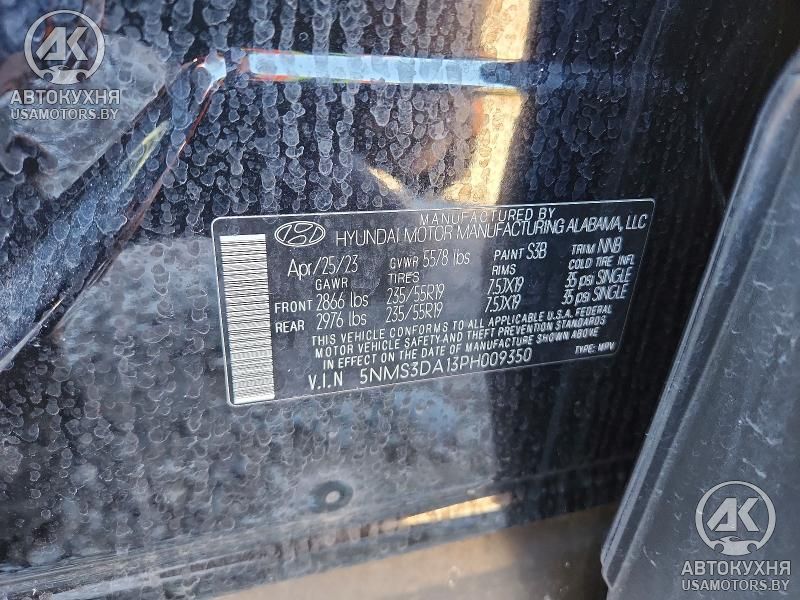 АК
АВТОКУХНЯ
USAMOTORS.BY
MANUFACTURED BY
HYUNDAI MOTOR MANUFACTURING ALABAMA, LLC
Apr/25/23 GVWR 5578 lbs PAINT S3B TRIM NNB
GAWR TIRES RIMS COLD TIRE INFL
FRONT 2866 lbs 235/55R19 7.5JX19 35 psi SINGLE
REAR 2976 lbs 235/55R19 7.5JX19 35 psi SINGLE
THIS VEHICLE CONFORMS TO ALL APPLICABLE U.S.A. FEDERAL
MOTOR VEHICLE SAFETY AND THEFT PREVENTION STANDARDS
IN EFFECT ON THE DATE OF MANUFACTURE SHOWN ABOVE
V.I.N 5NMS3DA13PH009350 TYPE: MPV
АК
АВТОКУХНЯ
USAMOTORS.BY